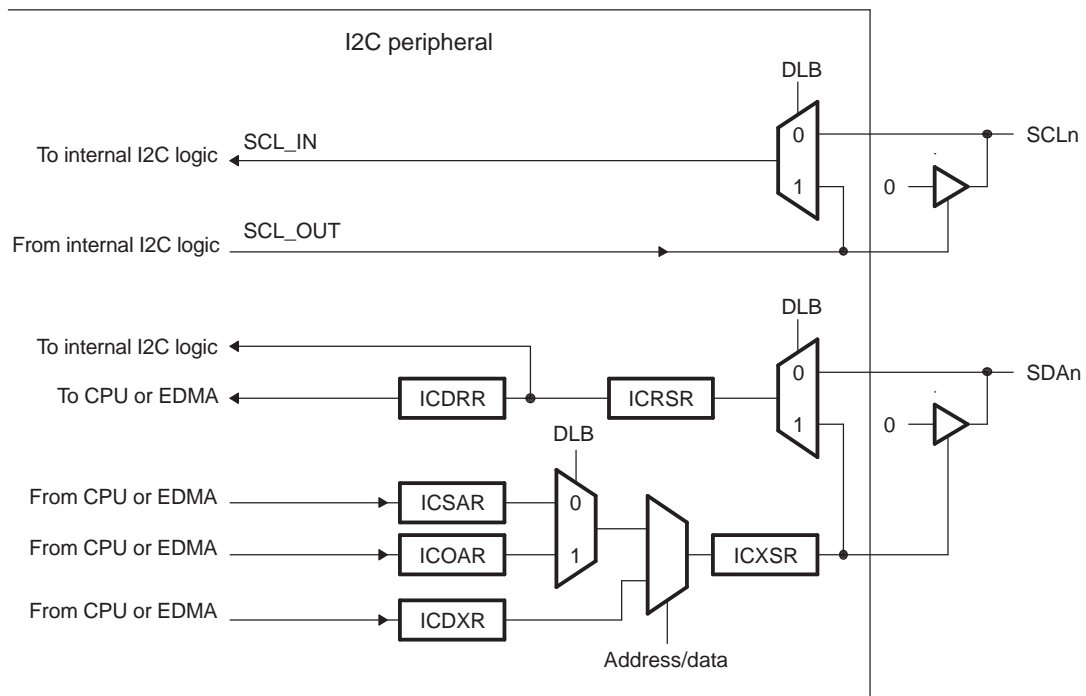 I2C peripheral
DLB
0
SCLn
To internal I2C logic
SCL_IN
1
0
From internal I2C logic
SCL_OUT
DLB
To internal I2C logic
0
SDAn
To CPU or EDMA
ICDRR
ICRSR
1
0
DLB
From CPU or EDMA
ICSAR
0
From CPU or EDMA
ICOAR
1
ICXSR
From CPU or EDMA
ICDXR
Address/data